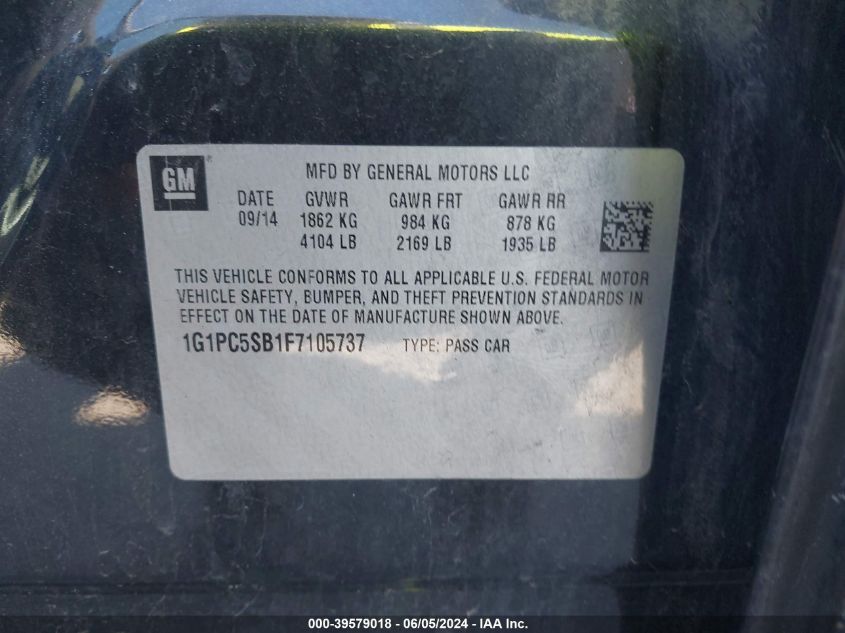 GM ®
MFD BY GENERAL MOTORS LLC
DATE GVWR GAWR FRT GAWR RR
09/14 1862 KG 984 KG 878 KG
4104 LB 2169 LB 1935 LB
THIS VEHICLE CONFORMS TO ALL APPLICABLE U.S. FEDERAL MOTOR
VEHICLE SAFETY, BUMPER, AND THEFT PREVENTION STANDARDS IN
EFFECT ON THE DATE OF MANUFACTURE SHOWN ABOVE.
1G1PC5SB1F7105737 TYPE: PASS CAR
000-39579018 - 06/05/2024 - IAA Inc.